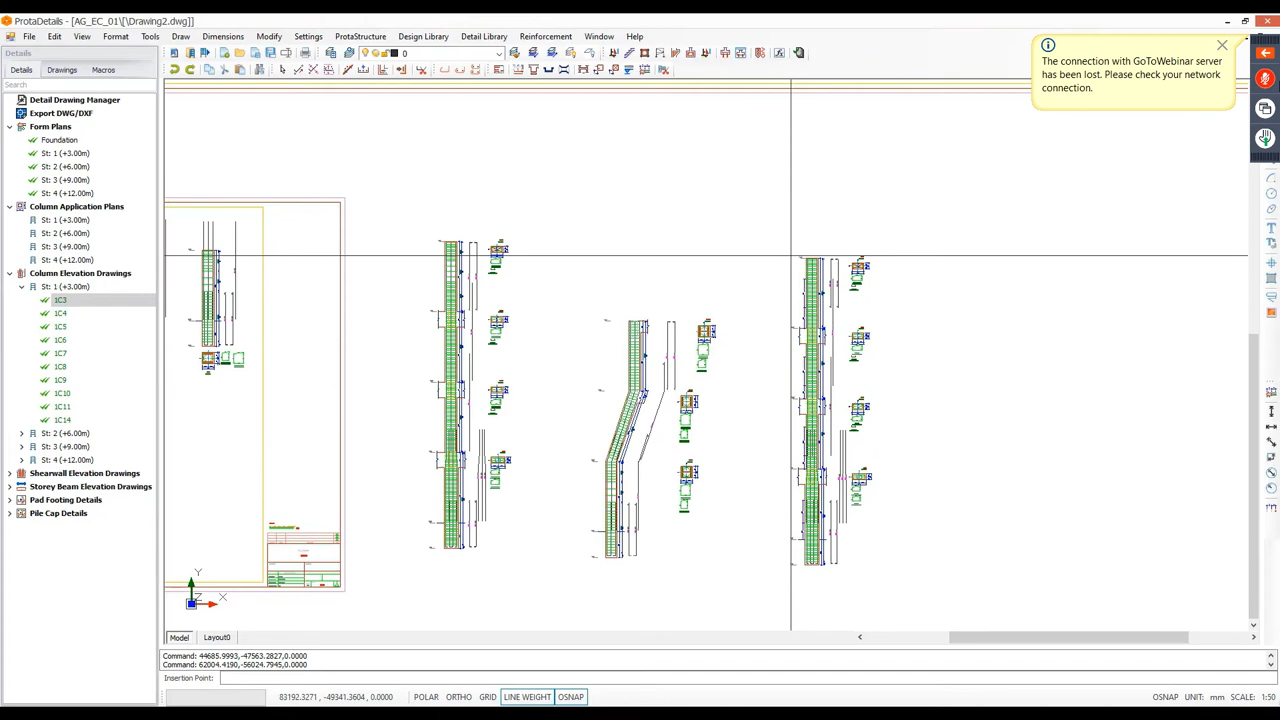 ProtaDetails - [AG_EC_01\[\Drawing2.dwg\]]
File Edit View Format Tools Draw Dimensions Modify Settings ProtaStructure Design Library Detail Library Reinforcement Window Help
Details
Details Drawings Macros
Search
0
The connection with GoToWebinar server
has been lost. Please check your network
connection.
Detail Drawing Manager
Export DWG/DXF
Form Plans
Foundation
St: 1 (+3.00m)
St: 2 (+6.00m)
St: 3 (+9.00m)
St: 4 (+12.00m)
Column Application Plans
St: 1 (+3.00m)
St: 2 (+6.00m)
St: 3 (+9.00m)
St: 4 (+12.00m)
Column Elevation Drawings
St: 1 (+3.00m)
1C3
1C4
1C5
1C6
1C7
1C8
1C9
1C10
1C11
1C14
St: 2 (+6.00m)
St: 3 (+9.00m)
St: 4 (+12.00m)
Shearwall Elevation Drawings
Storey Beam Elevation Drawings
Pad Footing Details
Pile Cap Details
Y
Z
X
Model Layout0
Command: 44685.9993,-47563.2827,0.0000
Command: 62004.4190,-56024.7945,0.0000
Insertion Point:
83192.3271 , -49341.3604 , 0.0000 POLAR ORTHO GRID LINE WEIGHT OSNAP OSNAP UNIT: mm SCALE: 1:50